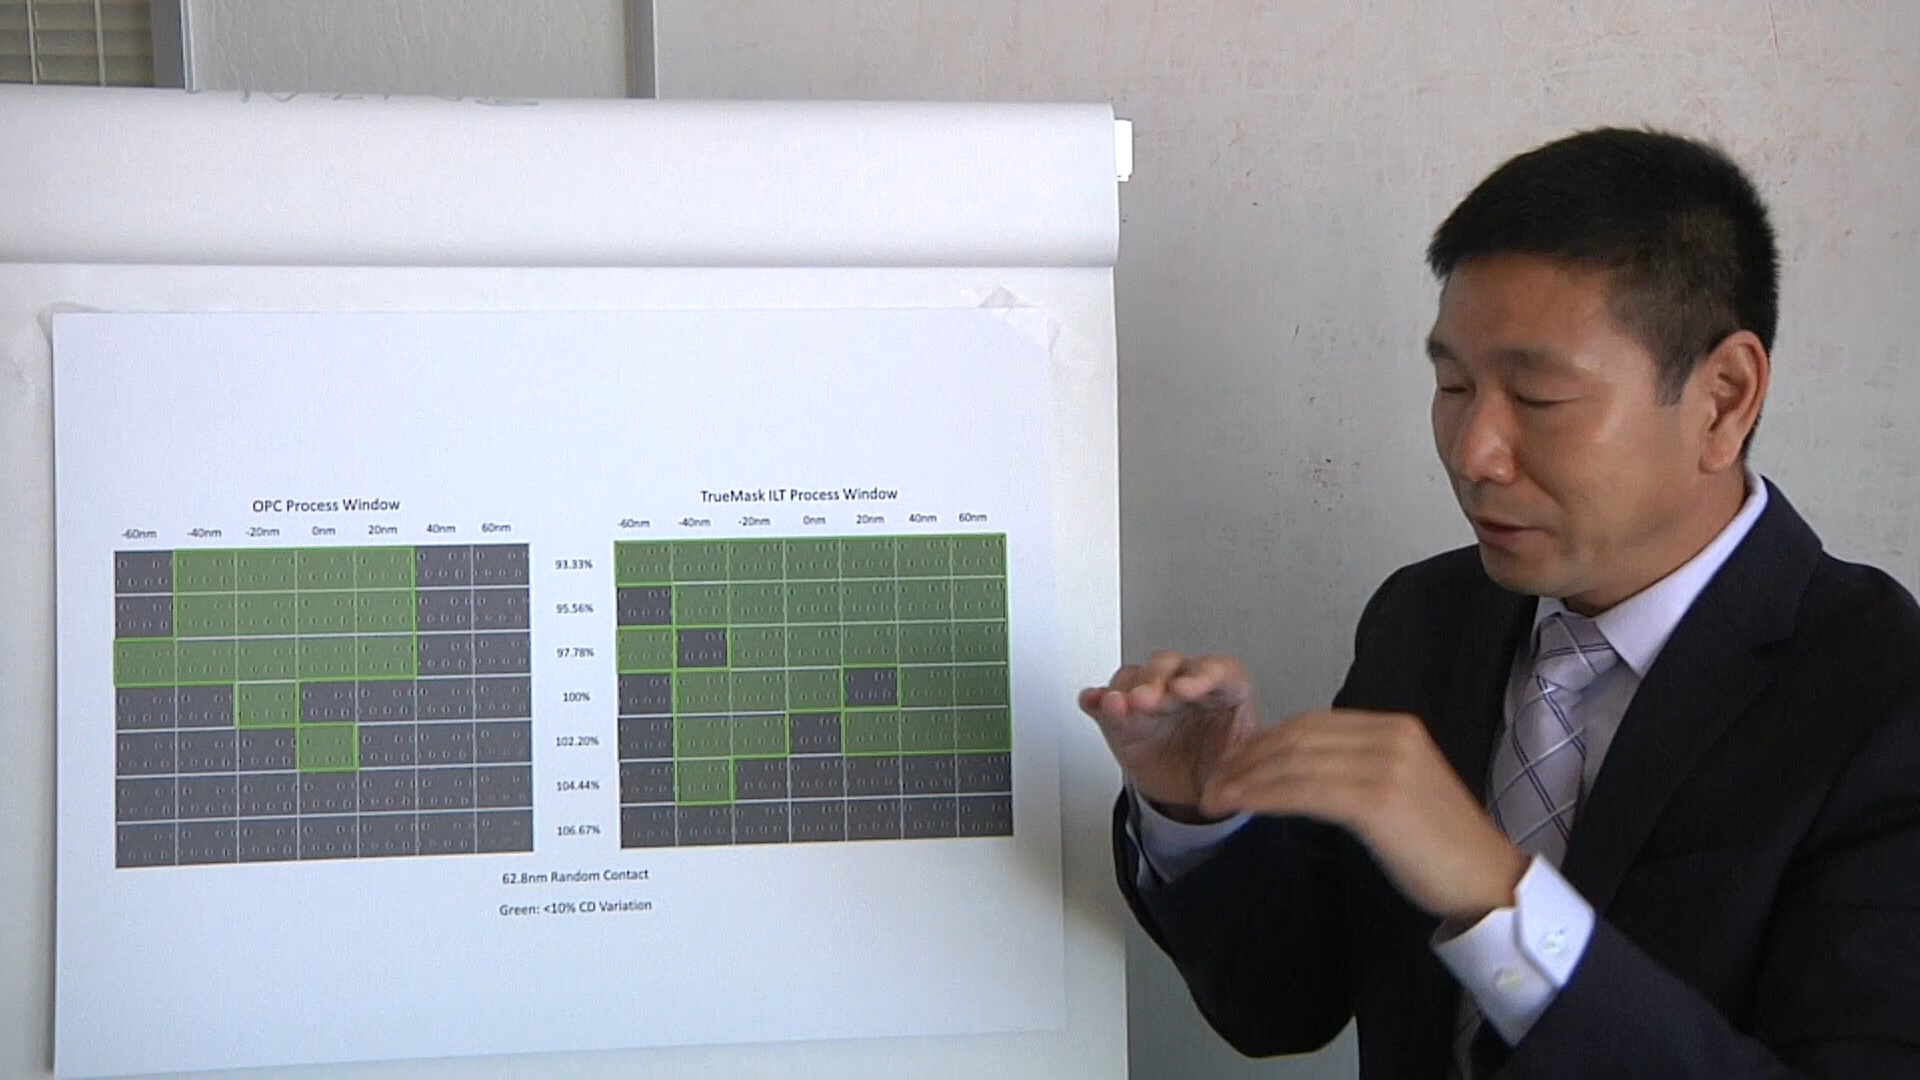 OPC Process Window
-60nm -40nm -20nm 0nm 20nm 40nm 60nm
TrueMask ILT Process Window
-60nm -40nm -20nm 0nm 20nm 40nm 60nm
93.33%
95.56%
97.78%
100%
102.20%
104.44%
106.67%
62.8nm Random Contact
Green: <10% CD Variation